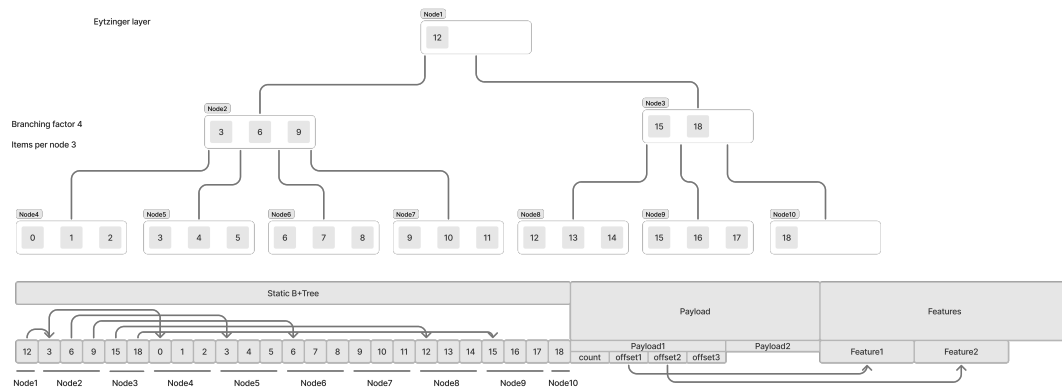 Node1
Eytzinger layer
12
Node2
Node3
Branching factor 4
3 6 9
15 18
Items per node 3
Node4 Node5 Node6 Node7 Node8 Node9 Node10
0 1 2 3 4 5 6 7 8 9 10 11 12 13 14 15 16 17 18
Static B+Tree
Payload
Features
12 3 6 9 15 18 0 1 2 3 4 5 6 7 8 9 10 11 12 13 14 15 16 17 18
Payload1 Payload2
Feature1 Feature2
count offset1 offset2 offset3
Node1 Node2 Node3 Node4 Node5 Node6 Node7 Node8 Node9 Node10